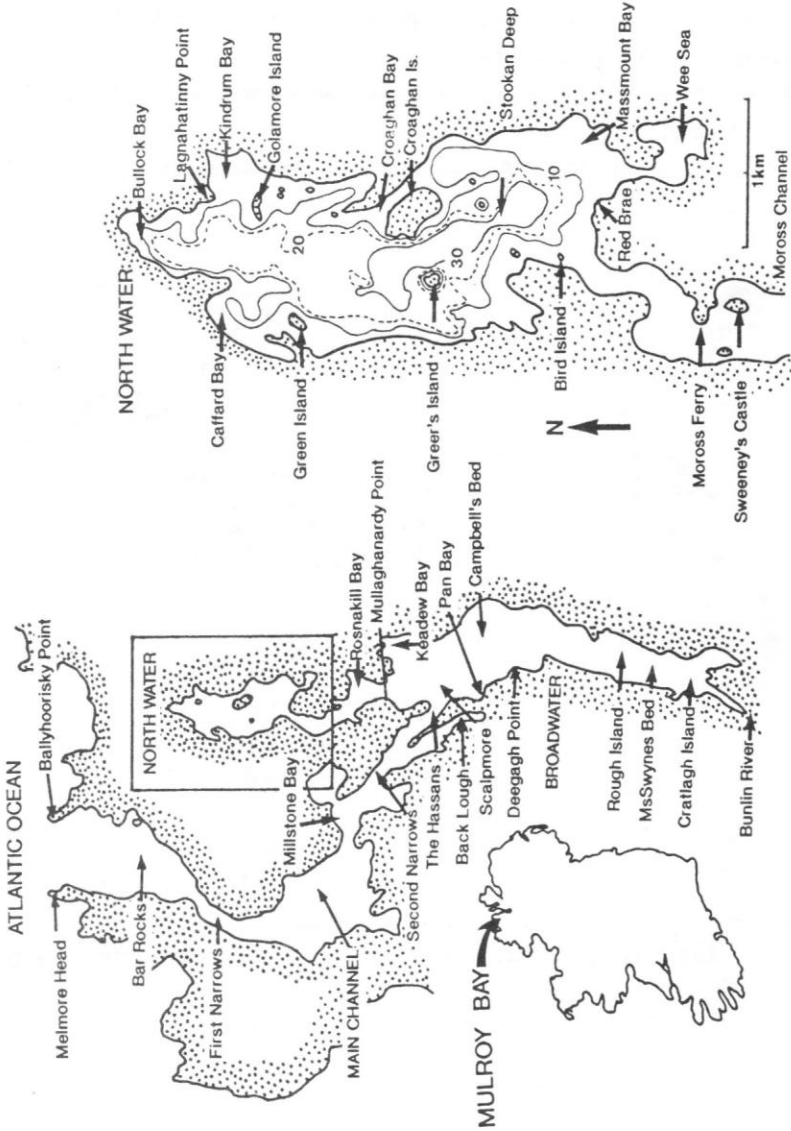 ATLANTIC OCEAN
Melmore Head
Ballyhoorisky Point
Bar Rocks
First Narrows
MAIN CHANNEL
NORTH WATER
Millstone Bay
Rosnakill Bay
Mullaghanardy Point
Keadew Bay
Pan Bay
Campbell's Bed
Second Narrows
The Hassans
Back Lough
Scalpmore
Deegagh Point
BROADWATER
Rough Island
MsSwynes Bed
Cratlagh Island
Bunlin River
MULROY BAY
NORTH WATER
Bullock Bay
Lagnahatinny Point
Kindrum Bay
Golamore Island
Croaghan Bay
Croaghan Is.
Stookan Deep
Massmount Bay
Wee Sea
Caffard Bay
Green Island
Greer's Island
Bird Island
Red Brae
Moross Ferry
Sweeney's Castle
Moross Channel
20
30
10
N
1km